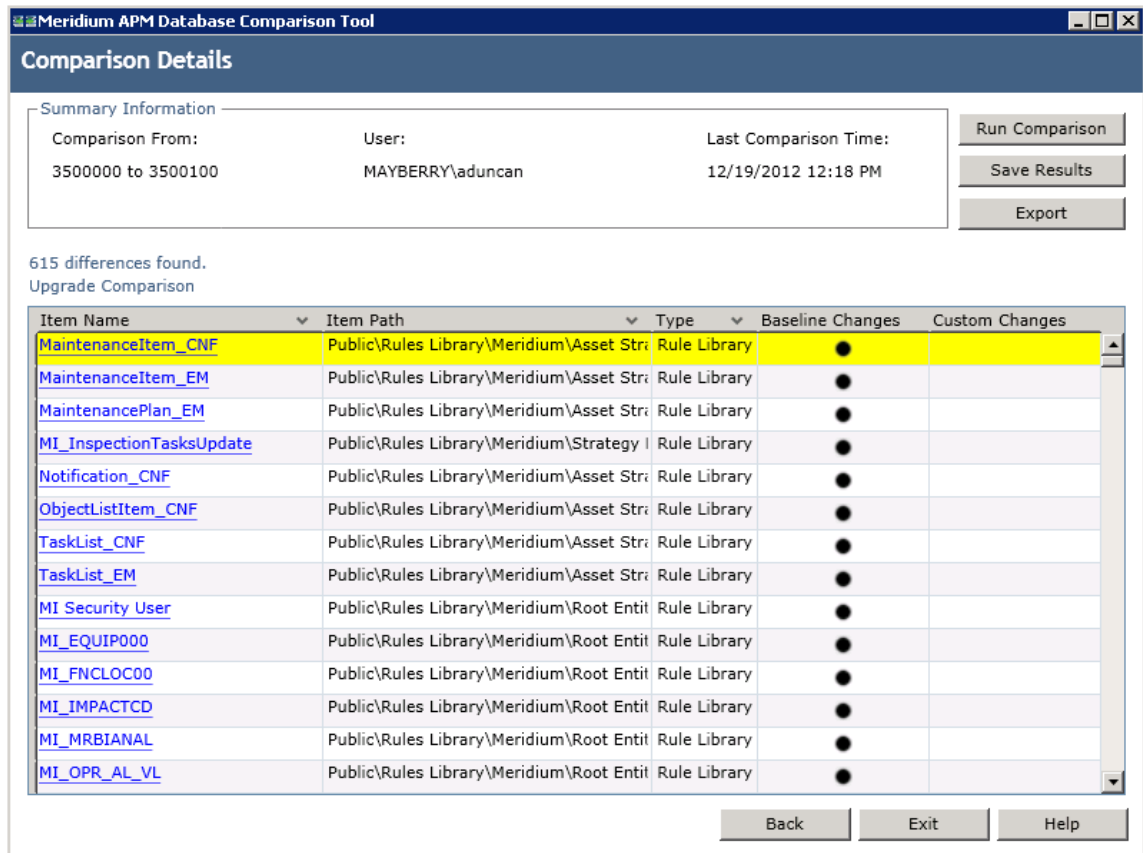 Meridium APM Database Comparison Tool
Comparison Details
Summary Information
Comparison From: User: Last Comparison Time:
3500000 to 3500100 MAYBERRY\aduncan 12/19/2012 12:18 PM
Run Comparison
Save Results
Export
615 differences found.
Upgrade Comparison
Item Name Item Path Type Baseline Changes Custom Changes
MaintenanceItem_CNF Public\Rules Library\Meridium\Asset Stra Rule Library
MaintenanceItem_EM Public\Rules Library\Meridium\Asset Stra Rule Library
MaintenancePlan_EM Public\Rules Library\Meridium\Asset Stra Rule Library
MI_InspectionTasksUpdate Public\Rules Library\Meridium\Strategy Rule Library
Notification_CNF Public\Rules Library\Meridium\Asset Stra Rule Library
ObjectListItem_CNF Public\Rules Library\Meridium\Asset Stra Rule Library
TaskList_CNF Public\Rules Library\Meridium\Asset Stra Rule Library
TaskList_EM Public\Rules Library\Meridium\Asset Stra Rule Library
MI Security User Public\Rules Library\Meridium\Root Entit Rule Library
MI_EQUIP000 Public\Rules Library\Meridium\Root Entit Rule Library
MI_FNCLOC00 Public\Rules Library\Meridium\Root Entit Rule Library
MI_IMPACTCD Public\Rules Library\Meridium\Root Entit Rule Library
MI_MRBIANAL Public\Rules Library\Meridium\Root Entit Rule Library
MI_OPR_AL_VL Public\Rules Library\Meridium\Root Entit Rule Library
Back Exit Help